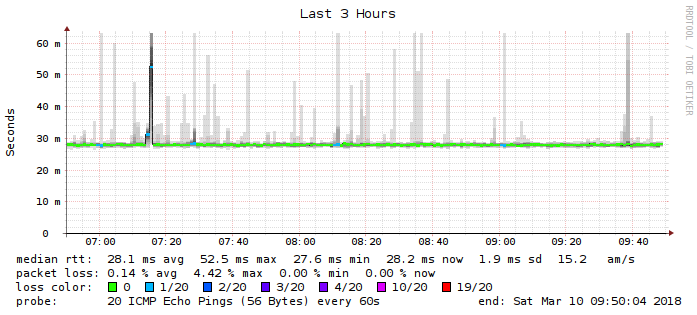 Last 3 Hours
RRDTOOL / TOBI OETIKER
Seconds
60 m
50 m
40 m
30 m
20 m
10 m
0
07:00 07:20 07:40 08:00 08:20 08:40 09:00 09:20 09:40
median rtt: 28.1 ms avg 52.5 ms max 27.6 ms min 28.2 ms now 1.9 ms sd 15.2 am/s
packet loss: 0.14 % avg 4.42 % max 0.00 % min 0.00 % now
loss color: 0 1/20 2/20 3/20 4/20 10/20 19/20
probe: 20 ICMP Echo Pings (56 Bytes) every 60s end: Sat Mar 10 09:50:04 2018